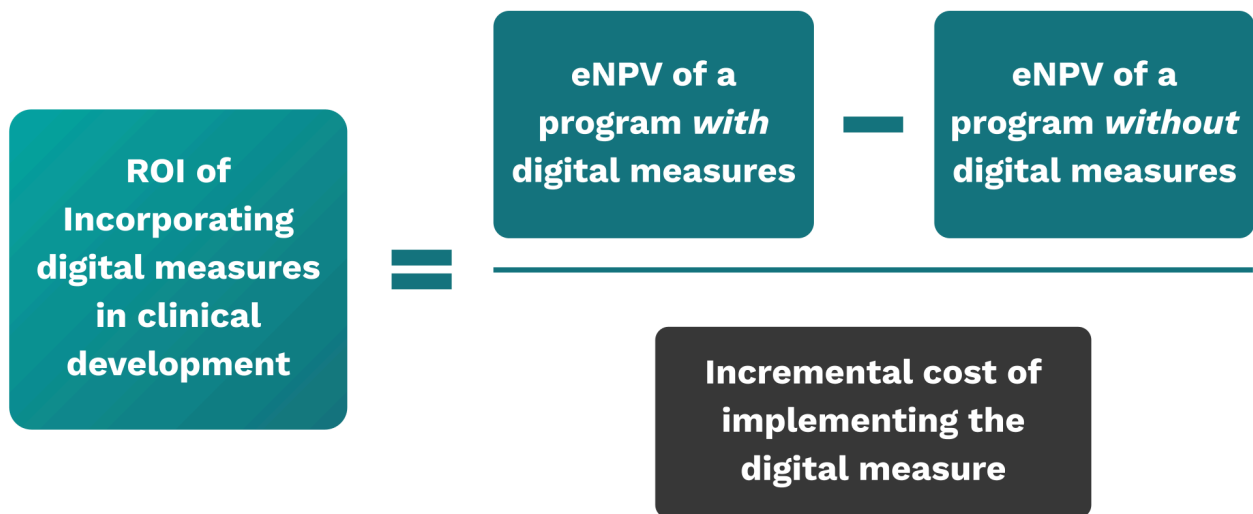 ROI of
Incorporating
digital measures
in clinical
development
=
eNPV of a
program with
digital measures
–
eNPV of a
program without
digital measures
Incremental cost of
implementing the
digital measure